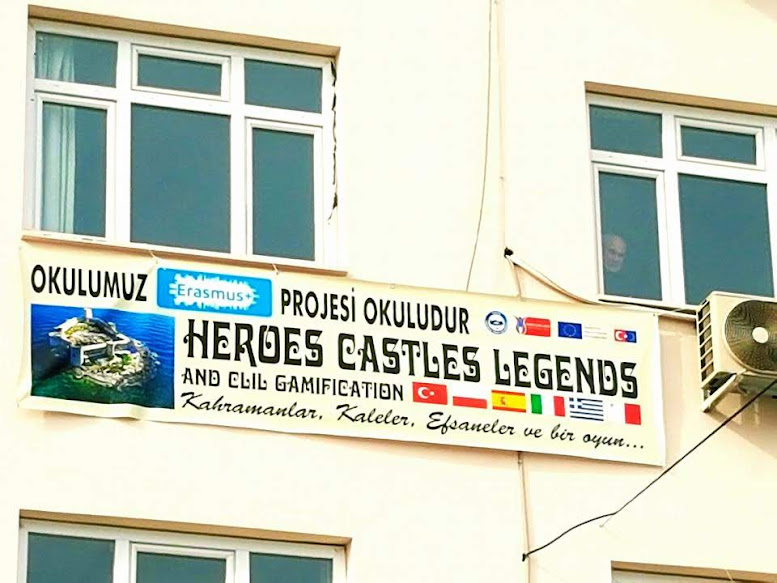 OKULUMUZ Erasmus+ PROJESİ OKULUDUR
HEROES CASTLES LEGENDS
AND CLIL GAMIFICATION
Kahramanlar, Kaleler, Efsaneler ve bir oyun...